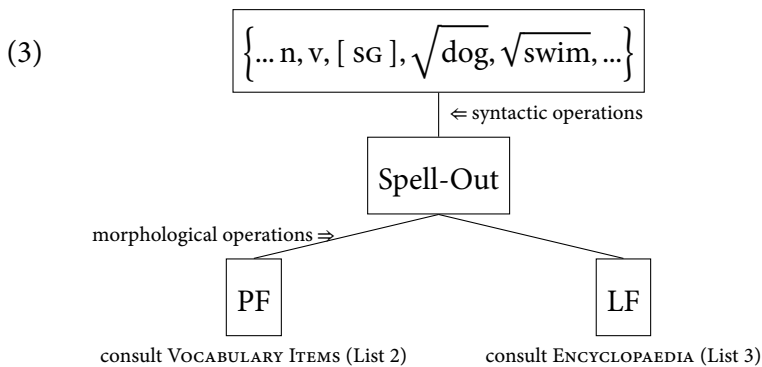 (3)
{... n, v, [ SG ], √dog, √swim, ...}
⇐ syntactic operations
Spell-Out
morphological operations ⇒
PF
LF
consult Vocabulary Items (List 2)
consult Encyclopaedia (List 3)